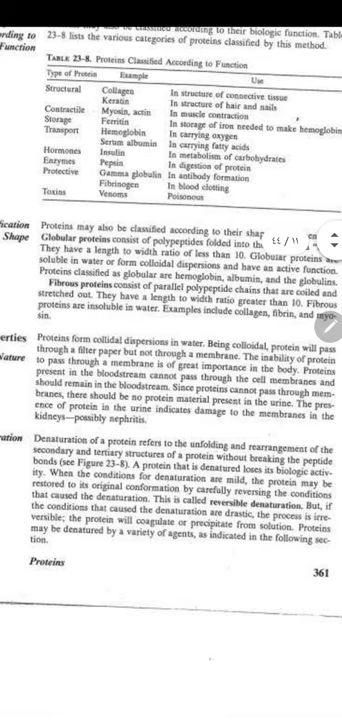 according to their biologic function. Tabl
rding to 23-8 lists the various categories of proteins classified by this method.
Function
TABLE 23-8. Proteins Classified According to Function
Type of Protein Example Use
Structural Collagen In structure of connective tissue
Keratin In structure of hair and nails
Contractile Myosin, actin In muscle contraction
Storage Ferritin In storage of iron needed to make hemoglobin
Transport Hemoglobin In carrying oxygen
Serum albumin In carrying fatty acids
Hormones Insulin In metabolism of carbohydrates
Enzymes Pepsin In digestion of protein
Protective Gamma globulin In antibody formation
Fibrinogen In blood clotting
Toxins Venoms Poisonous
ication Proteins may also be classified according to their shap
Shape Globular proteins consist of polypeptides folded into th
٤٤ / ١١
They have a length to width ratio of less than 10. Globular proteins are
soluble in water or form colloidal dispersions and have an active function.
Proteins classified as globular are hemoglobin, albumin, and the globulins.
Fibrous proteins consist of parallel polypeptide chains that are coiled and
stretched out. They have a length to width ratio greater than 10. Fibrous
proteins are insoluble in water. Examples include collagen, fibrin, and myo-
sin.
erties Proteins form collidal dispersions in water. Being colloidal, protein will pass
through a filter paper but not through a membrane. The inability of protein
Nature to pass through a membrane is of great importance in the body. Proteins
present in the bloodstream cannot pass through the cell membranes and
should remain in the bloodstream. Since proteins cannot pass through mem-
branes, there should be no protein material present in the urine. The pres-
ence of protein in the urine indicates damage to the membranes in the
kidneys—possibly nephritis.
ration Denaturation of a protein refers to the unfolding and rearrangement of the
secondary and tertiary structures of a protein without breaking the peptide
bonds (see Figure 23-8). A protein that is denatured loses its biologic activ-
ity. When the conditions for denaturation are mild, the protein may be
restored to its original conformation by carefully reversing the conditions
that caused the denaturation. This is called reversible denaturation. But, if
the conditions that caused the denaturation are drastic, the process is irre-
versible; the protein will coagulate or precipitate from solution. Proteins
may be denatured by a variety of agents, as indicated in the following sec-
tion.
Proteins
361